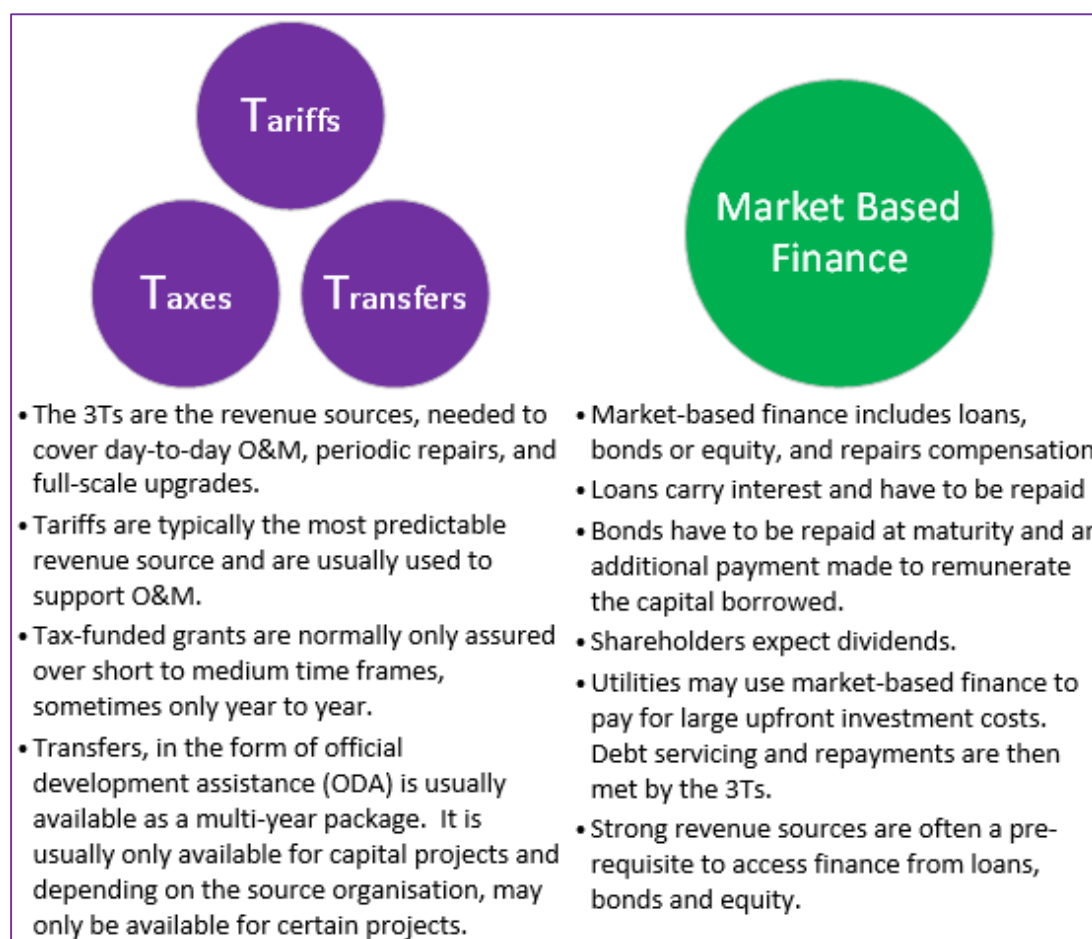 Tariffs
Taxes
Transfers
• The 3Ts are the revenue sources, needed to
cover day-to-day O&M, periodic repairs, and
full-scale upgrades.
• Tariffs are typically the most predictable
revenue source and are usually used to
support O&M.
• Tax-funded grants are normally only assured
over short to medium time frames,
sometimes only year to year.
• Transfers, in the form of official
development assistance (ODA) is usually
available as a multi-year package.  It is
usually only available for capital projects and
depending on the source organisation, may
only be available for certain projects.
Market Based
Finance
• Market-based finance includes loans,
bonds or equity, and repairs compensation
• Loans carry interest and have to be repaid
• Bonds have to be repaid at maturity and
additional payment made to remunerate
the capital borrowed.
• Shareholders expect dividends.
• Utilities may use market-based finance to
pay for large upfront investment costs.
Debt servicing and repayments are then
met by the 3Ts.
• Strong revenue sources are often a pre-
requisite to access finance from loans,
bonds and equity.